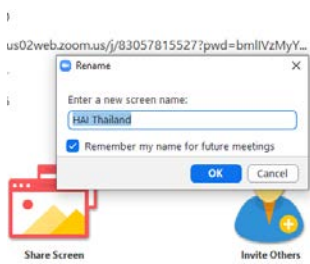 us02web.zoom.us/j/83057815527?pwd=bmlIVzMyY...
Rename
Enter a new screen name:
HAI Thailand
Remember my name for future meetings
OK Cancel
Share Screen Invite Others